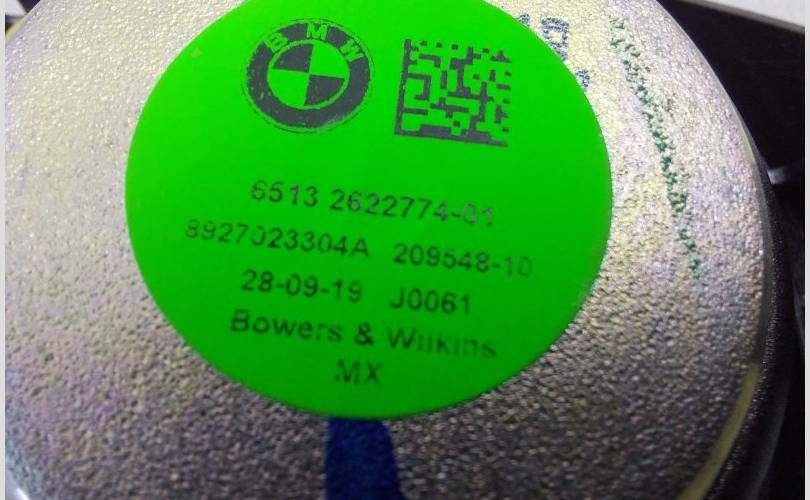 BMW
6513 2622774-01
8927023304A 209548-10
28-09-19 J0061
Bowers & Wilkins
MX